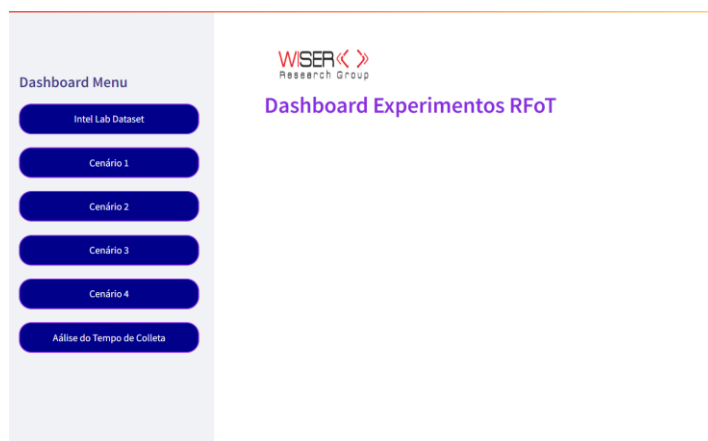 Dashboard Menu
Intel Lab Dataset
Cenário 1
Cenário 2
Cenário 3
Cenário 4
Aálise do Tempo de Colleta
WISER
Research Group
Dashboard Experimentos RFoT